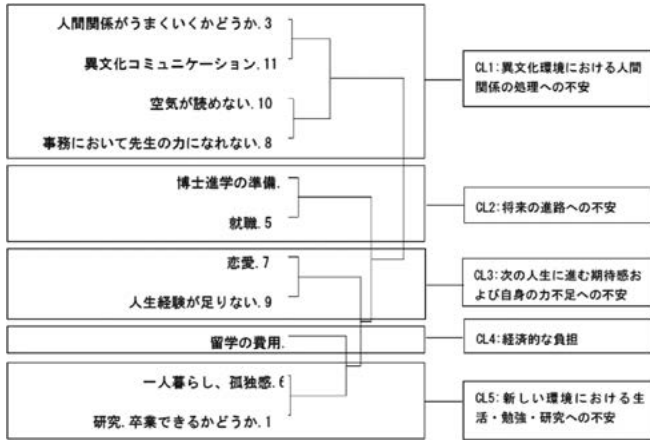 人間関係がうまくいくかどうか.3
異文化コミュニケーション.11
空気が読めない.10
事務において先生の力になれない.8
CL1:異文化環境における人間
関係の処理への不安
博士進学の準備.
就職.5
CL2:将来の進路への不安
恋愛.7
人生経験が足りない.9
CL3:次の人生に進む期待感
および自身の力不足への不安
留学の費用.
CL4:経済的な負担
一人暮らし、孤独感.6
研究.卒業できるかどうか.1
CL5:新しい環境における生
活・勉強・研究への不安